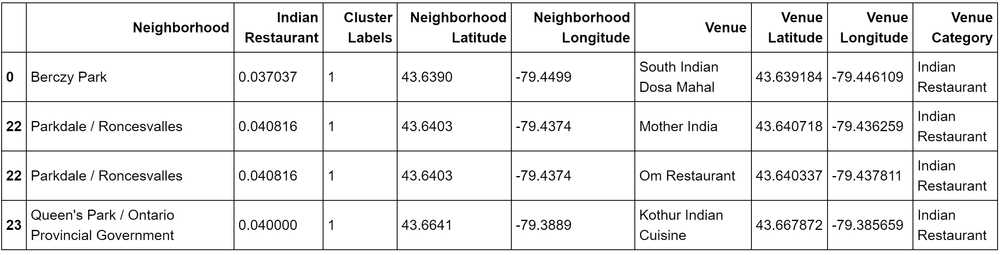 Neighborhood Indian Restaurant Cluster Labels Neighborhood Latitude Neighborhood Longitude Venue Venue Latitude Venue Longitude Venue Category
0 Berczy Park 0.037037 1 43.6390 -79.4499 South Indian Dosa Mahal 43.639184 -79.446109 Indian Restaurant
22 Parkdale / Roncesvalles 0.040816 1 43.6403 -79.4374 Mother India 43.640718 -79.436259 Indian Restaurant
22 Parkdale / Roncesvalles 0.040816 1 43.6403 -79.4374 Om Restaurant 43.640337 -79.437811 Indian Restaurant
23 Queen's Park / Ontario Provincial Government 0.040000 1 43.6641 -79.3889 Kothur Indian Cuisine 43.667872 -79.385659 Indian Restaurant